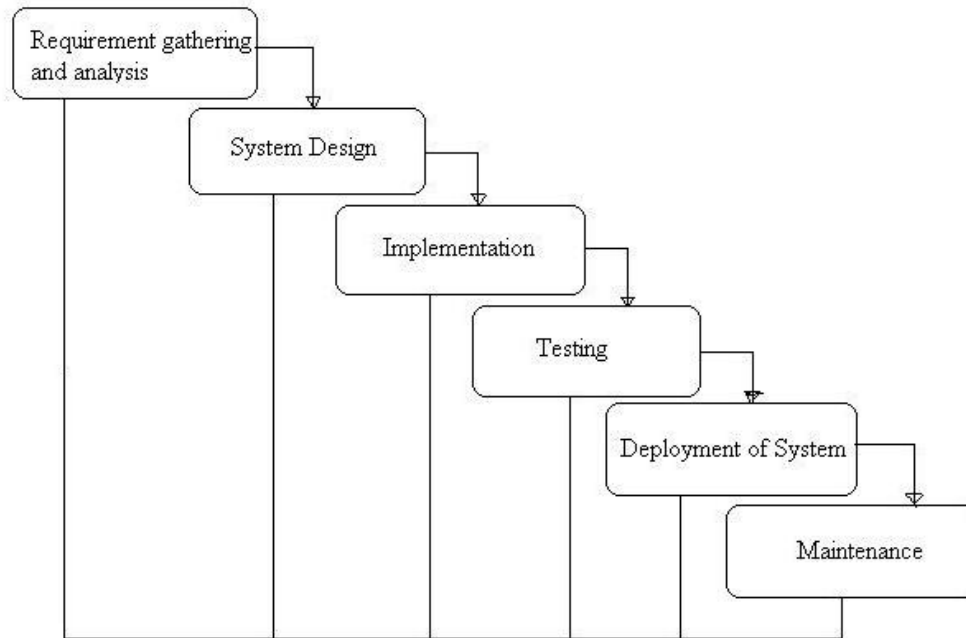 Requirement gathering
and analysis
System Design
Implementation
Testing
Deployment of System
Maintenance